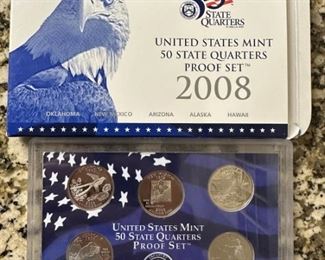 STATE
QUARTERS
UNITED STATES MINT
50 STATE QUARTERS
PROOF SET™
2008
OKLAHOMA NEW MEXICO ARIZONA ALASKA HAWAII
UNITED STATES MINT
50 STATE QUARTERS
PROOF SET™